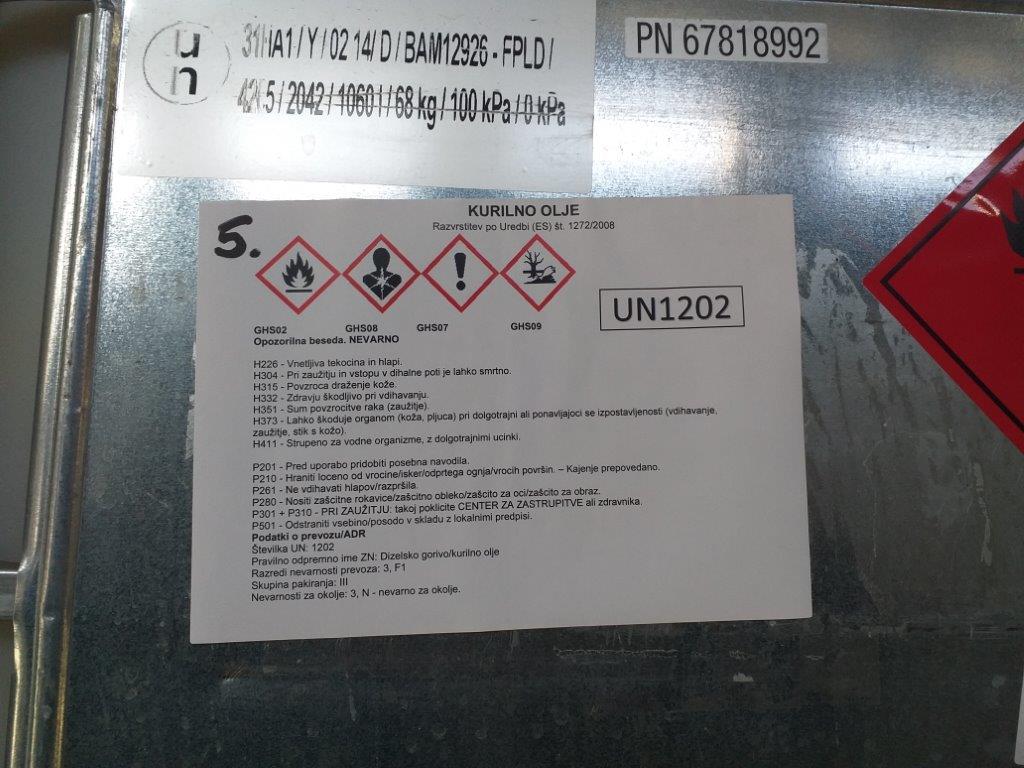 u
n
31HA1 / Y / 02 14 / D / BAM12926 - FPLD /
4205 / 2042 / 1060 l / 68 kg / 100 kPa / 0 kPa
PN 67818992
KURILNO OLJE
Razvrstitev po Uredbi (ES) št. 1272/2008
5.
UN1202
GHS02 GHS08 GHS07 GHS09
Opozorilna beseda. NEVARNO
H226 - Vnetljiva tekocina in hlapi.
H304 - Pri zaužitju in vstopu v dihalne poti je lahko smrtno.
H315 - Povzroca draženje kože.
H332 - Zdravju škodljivo pri vdihavanju.
H351 - Sum povzrocitve raka (zaužitje).
H373 - Lahko škoduje organom (koža, pljuca) pri dolgotrajni ali ponavljajoci se izpostavljenosti (vdihavanje,
zaužitje, stik s kožo).
H411 - Strupeno za vodne organizme, z dolgotrajnimi ucinki.
P201 - Pred uporabo pridobiti posebna navodila.
P210 - Hraniti loceno od vrocine/isker/odprtega ognja/vrocih površin. – Kajenje prepovedano.
P261 - Ne vdihavati hlapov/razpršila.
P280 - Nositi zašcitne rokavice/zašcitno obleko/zašcito za oci/zašcito za obraz.
P301 + P310 - PRI ZAUŽITJU: takoj poklicite CENTER ZA ZASTRUPITVE ali zdravnika.
P501 - Odstraniti vsebino/posodo v skladu z lokalnimi predpisi.
Podatki o prevozu/ADR
Številka UN: 1202
Pravilno odpremno ime ZN: Dizelsko gorivo/kurilno olje
Razredi nevarnosti prevoza: 3, F1
Skupina pakiranja: III
Nevarnosti za okolje: 3, N - nevarno za okolje.